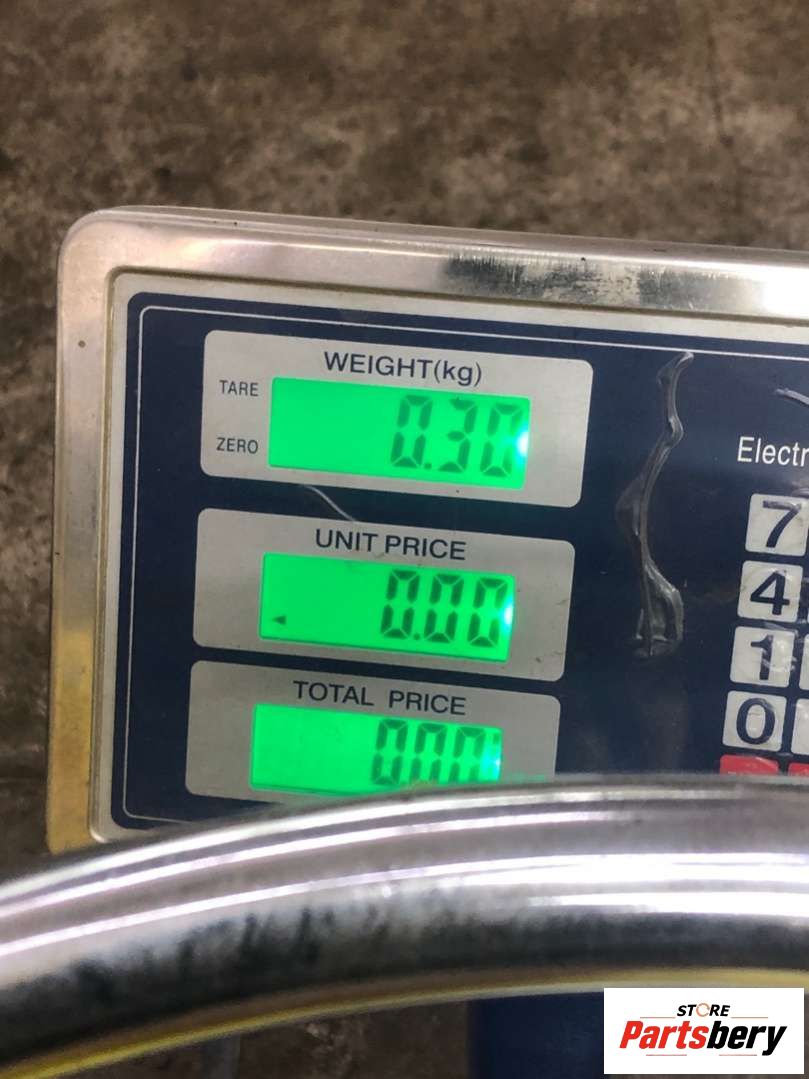 WEIGHT(kg)
TARE
0.30
ZERO
Electr
UNIT PRICE
0.00
TOTAL PRICE
0.00
7
4
1
0
STORE
Partsbery